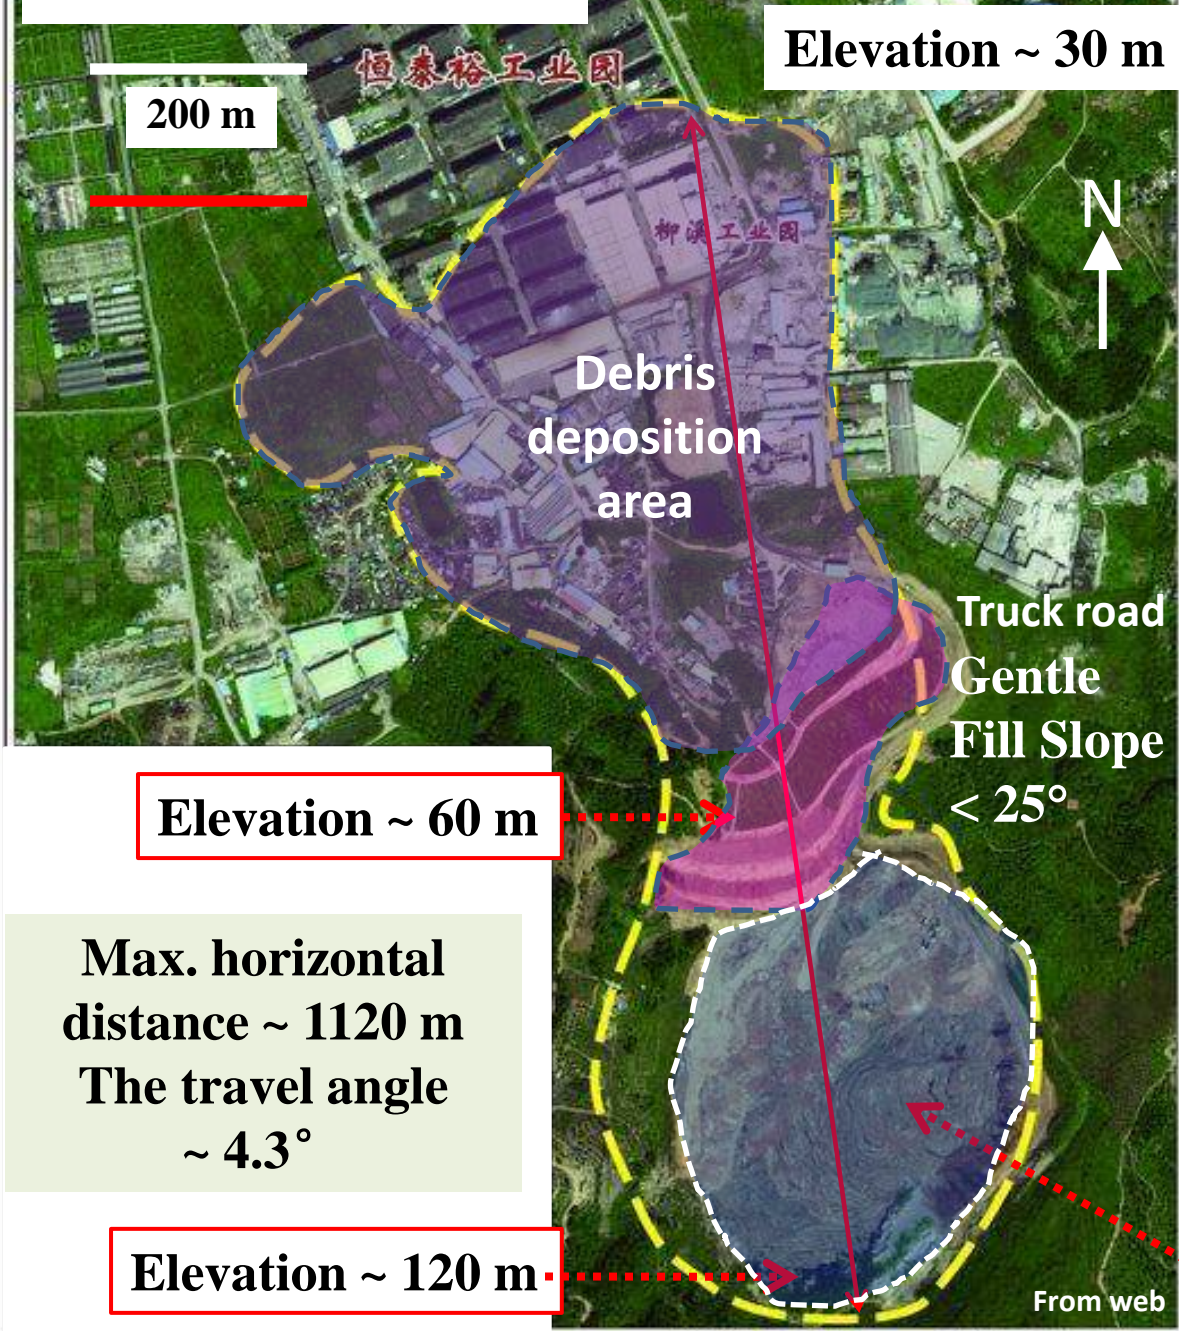 Elevation ~ 30 m
恒泰裕工业园
200 m
N
柳溪工业园
Debris
deposition
area
Truck road
Gentle
Fill Slope
< 25°
Elevation ~ 60 m
Max. horizontal
distance ~ 1120 m
The travel angle
~ 4.3°
Elevation ~ 120 m
From web